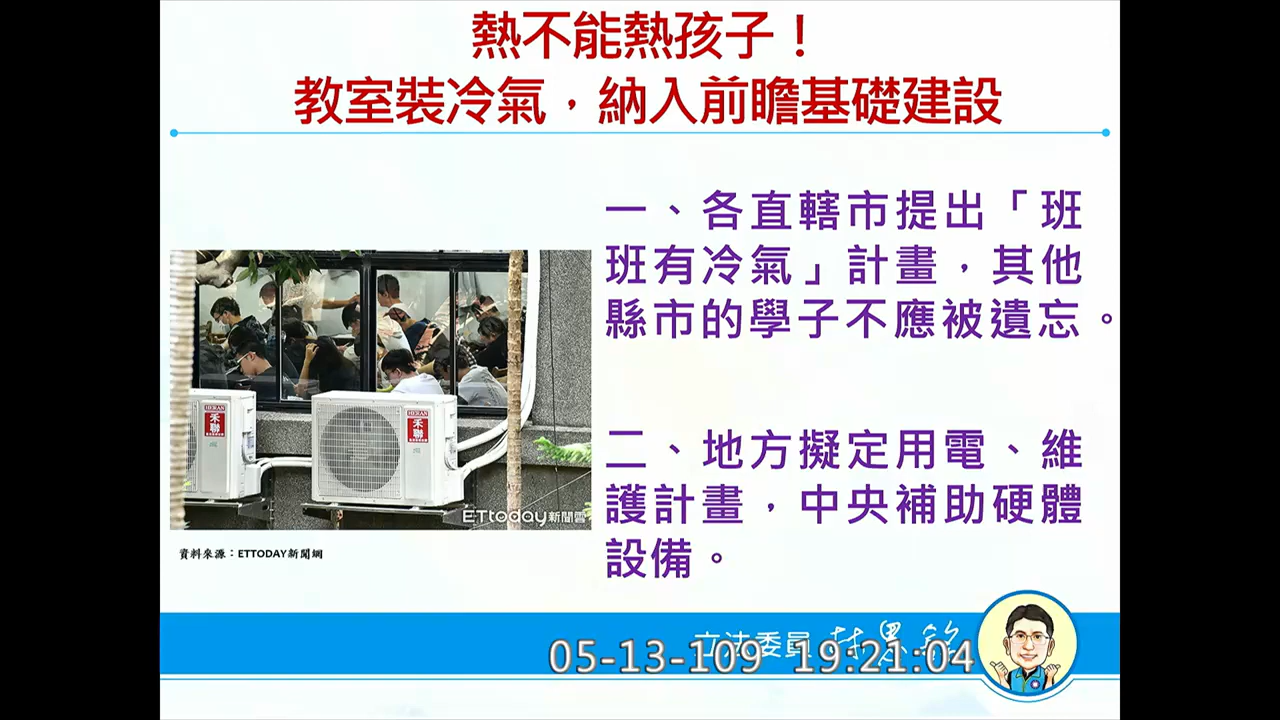 熱不能熱孩子！
教室裝冷氣，納入前瞻基礎建設
一、各直轄市提出「班
班有冷氣」計畫，其他
縣市的學子不應被遺忘。
HERAN
禾聯
HERAN
禾聯
ETtoday新聞雲
二、地方擬定用電、維
護計畫，中央補助硬體
設備。
資料來源：ETTODAY新聞網
立法委員 林思銘
05-13-109 19:21:04